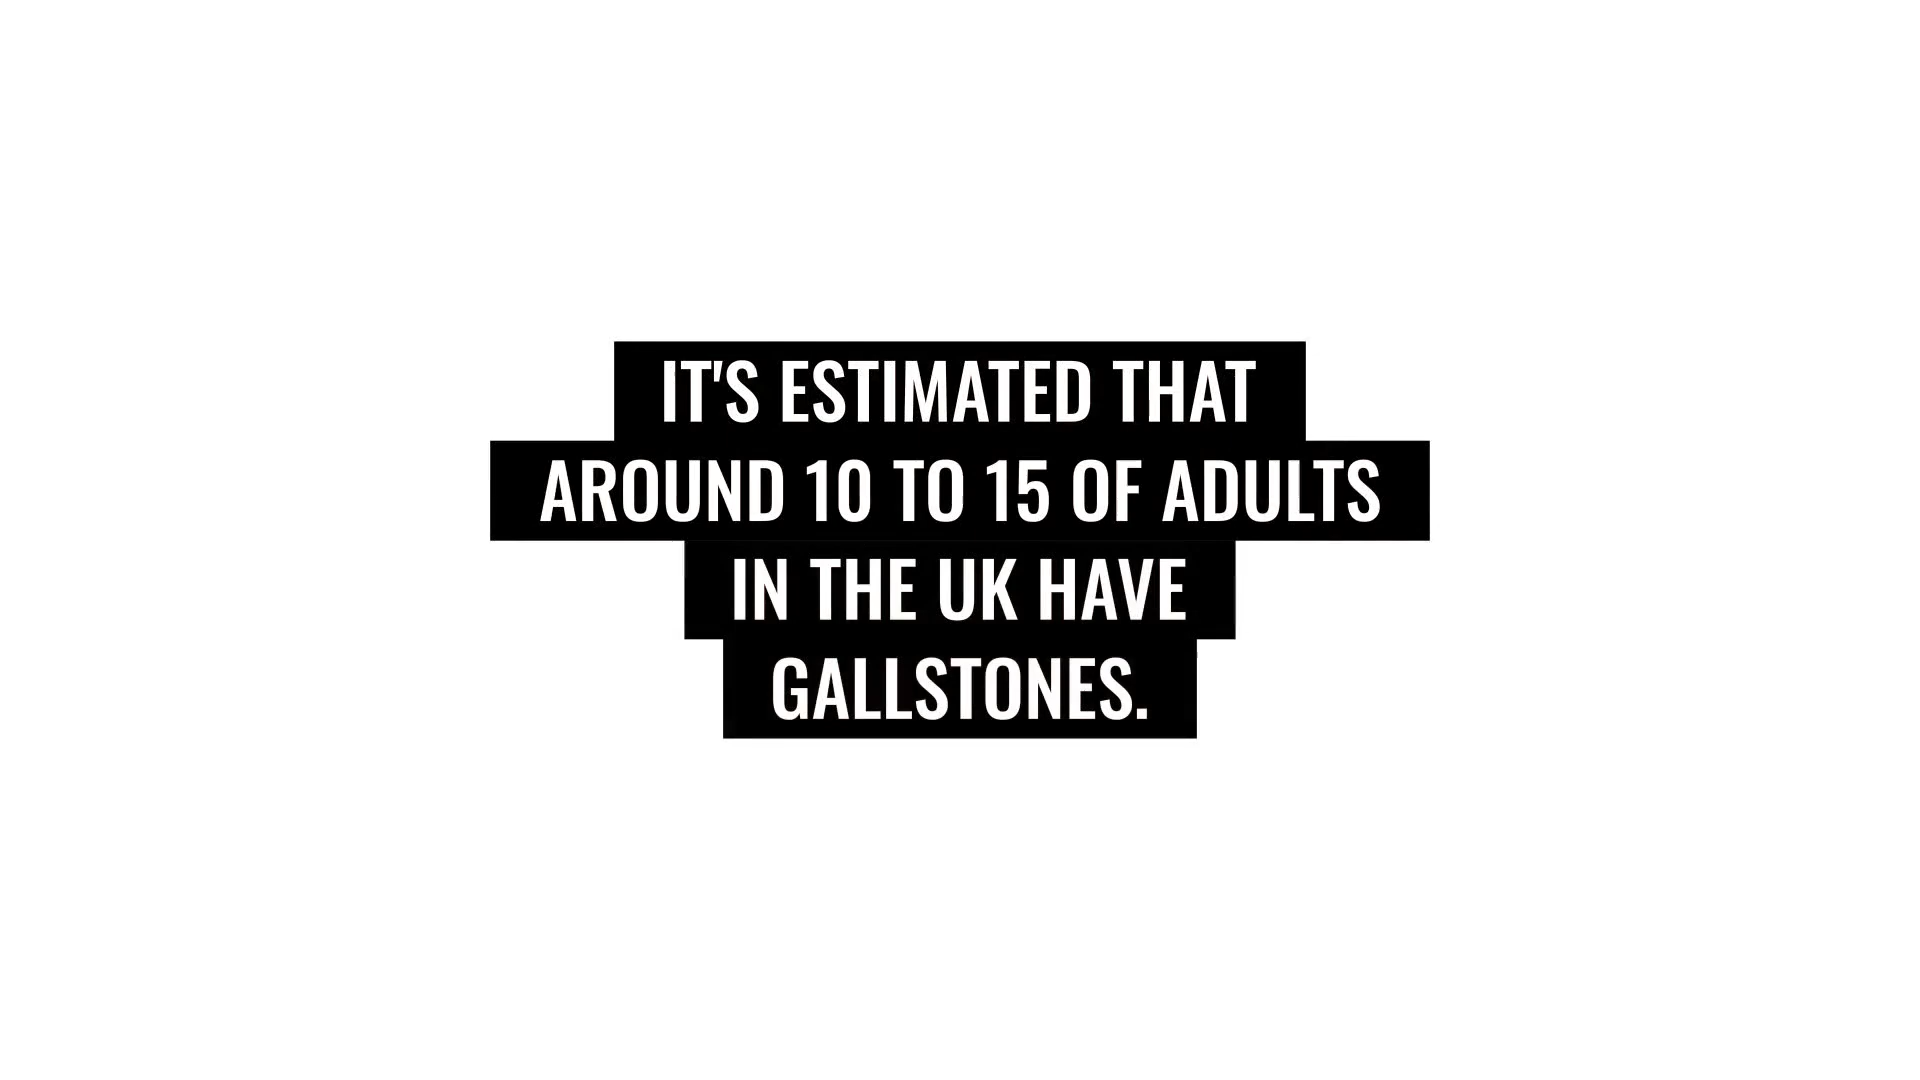 IT'S ESTIMATED THAT
AROUND 10 TO 15 OF ADULTS
IN THE UK HAVE
GALLSTONES.